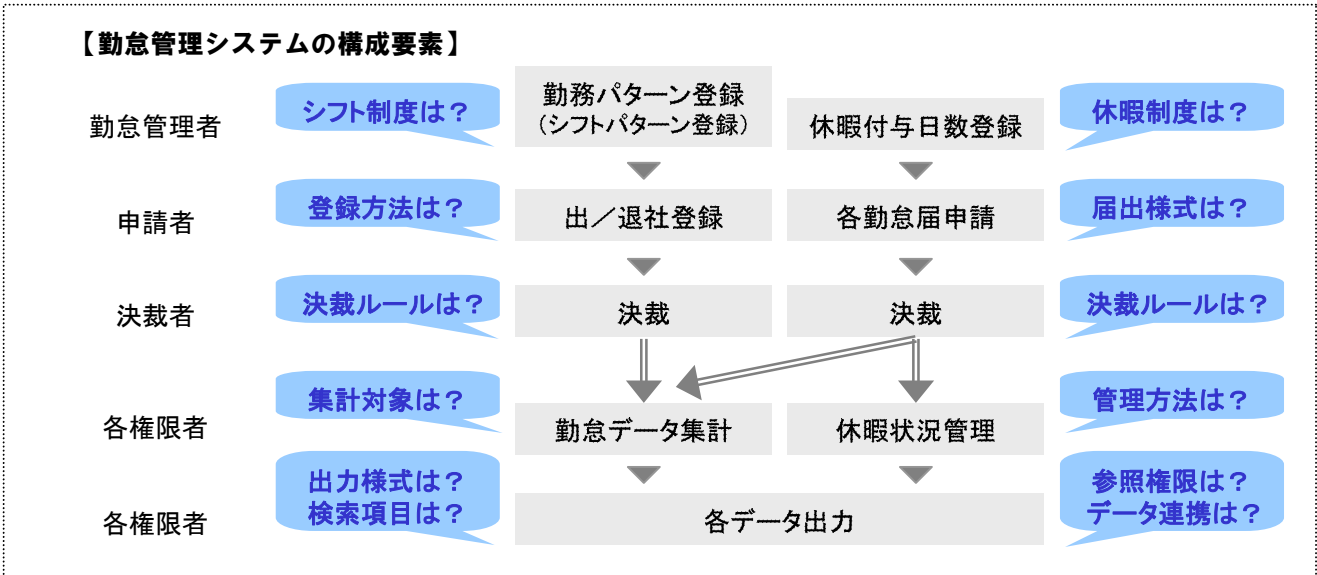 【勤怠管理システムの構成要素】
勤怠管理者
シフト制度は？
勤務パターン登録
（シフトパターン登録）
休暇付与日数登録
休暇制度は？
申請者
登録方法は？
出／退社登録
各勤怠届申請
届出様式は？
決裁者
決裁ルールは？
決裁
決裁
決裁ルールは？
各権限者
集計対象は？
勤怠データ集計
休暇状況管理
管理方法は？
各権限者
出力様式は？
検索項目は？
各データ出力
参照権限は？
データ連携は？